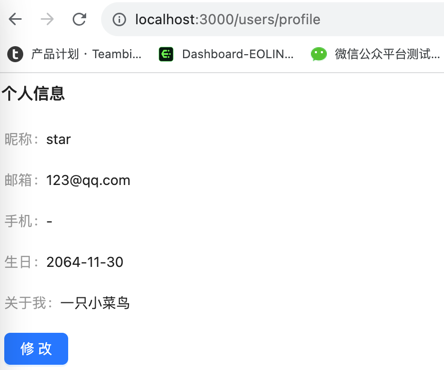 localhost:3000/users/profile
产品计划 · Teambi...
Dashboard-EOLIN...
微信公众平台测试...
个人信息
昵称：star
邮箱：123@qq.com
手机：-
生日：2064-11-30
关于我：一只小菜鸟
修 改